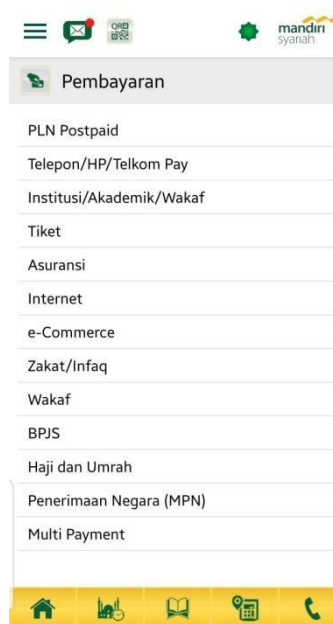 QR
mandiri
syariah
Pembayaran
PLN Postpaid
Telepon/HP/Telkom Pay
Institusi/Akademik/Wakaf
Tiket
Asuransi
Internet
e-Commerce
Zakat/Infaq
Wakaf
BPJS
Haji dan Umrah
Penerimaan Negara (MPN)
Multi Payment